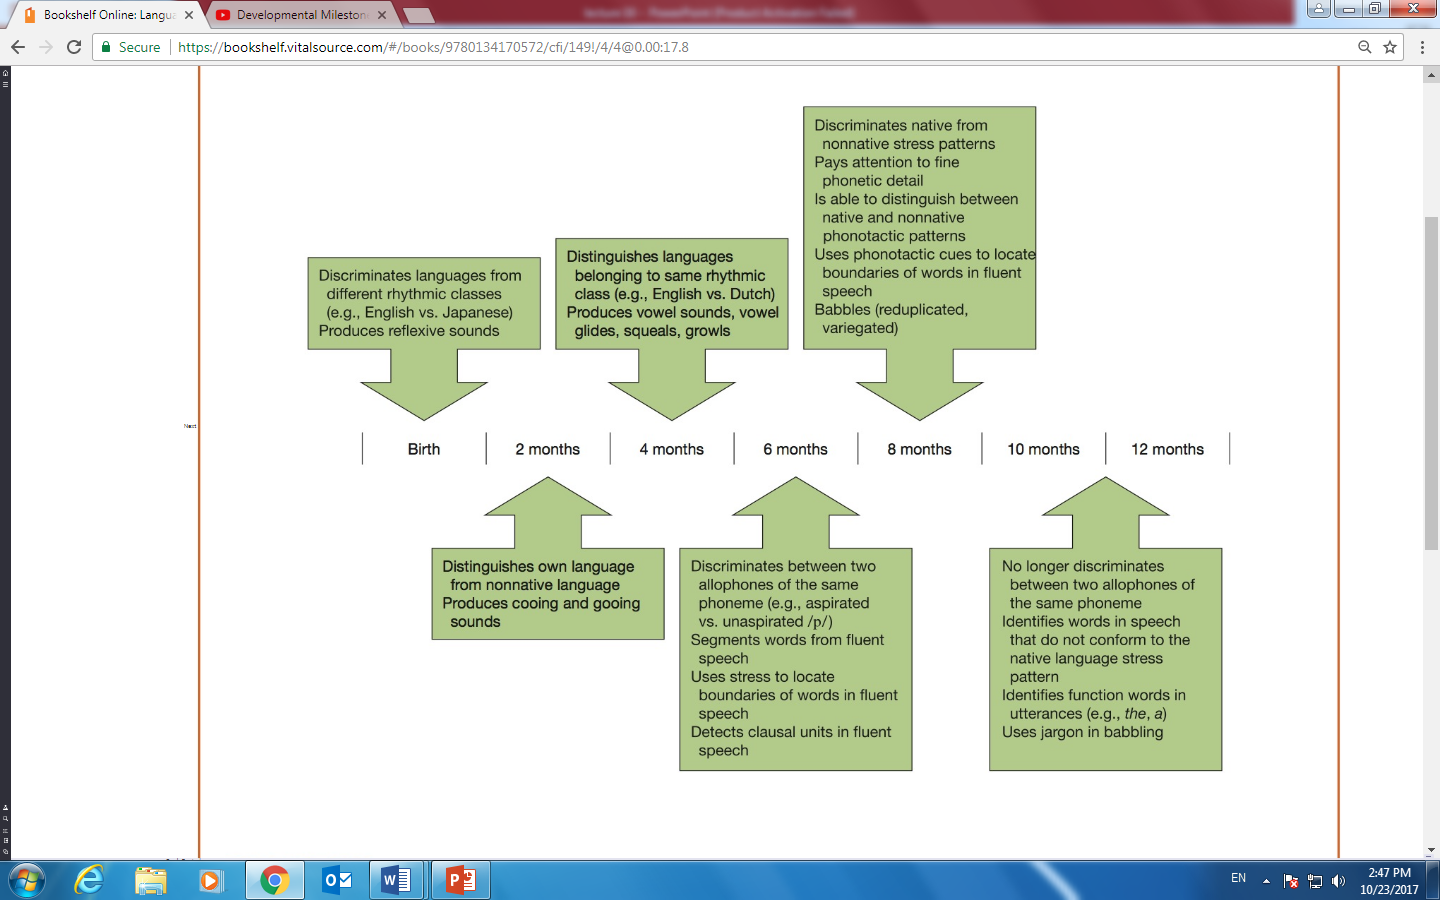 Bookshelf Online: Langua
Developmental Milestone
lecture 05 - PowerPoint (Product Activation Failed)
Secure
https://bookshelf.vitalsource.com/#/books/9780134170572/cfi/149!/4/4@0.00:17.8
Discriminates native from
nonnative stress patterns
Pays attention to fine
phonetic detail
Is able to distinguish between
native and nonnative
phonotactic patterns
Uses phonotactic cues to locate
boundaries of words in fluent
speech
Babbles (reduplicated,
variegated)
Distinguishes languages
belonging to same rhythmic
class (e.g., English vs. Dutch)
Produces vowel sounds, vowel
glides, squeals, growls
Discriminates languages from
different rhythmic classes
(e.g., English vs. Japanese)
Produces reflexive sounds
Next
Birth
2 months
4 months
6 months
8 months
10 months
12 months
Distinguishes own language
from nonnative language
Produces cooing and gooing
sounds
Discriminates between two
allophones of the same
phoneme (e.g., aspirated
vs. unaspirated /p/)
Segments words from fluent
speech
Uses stress to locate
boundaries of words in fluent
speech
Detects clausal units in fluent
speech
No longer discriminates
between two allophones of
the same phoneme
Identifies words in speech
that do not conform to the
native language stress
pattern
Identifies function words in
utterances (e.g., the, a)
Uses jargon in babbling
EN
2:47 PM
10/23/2017